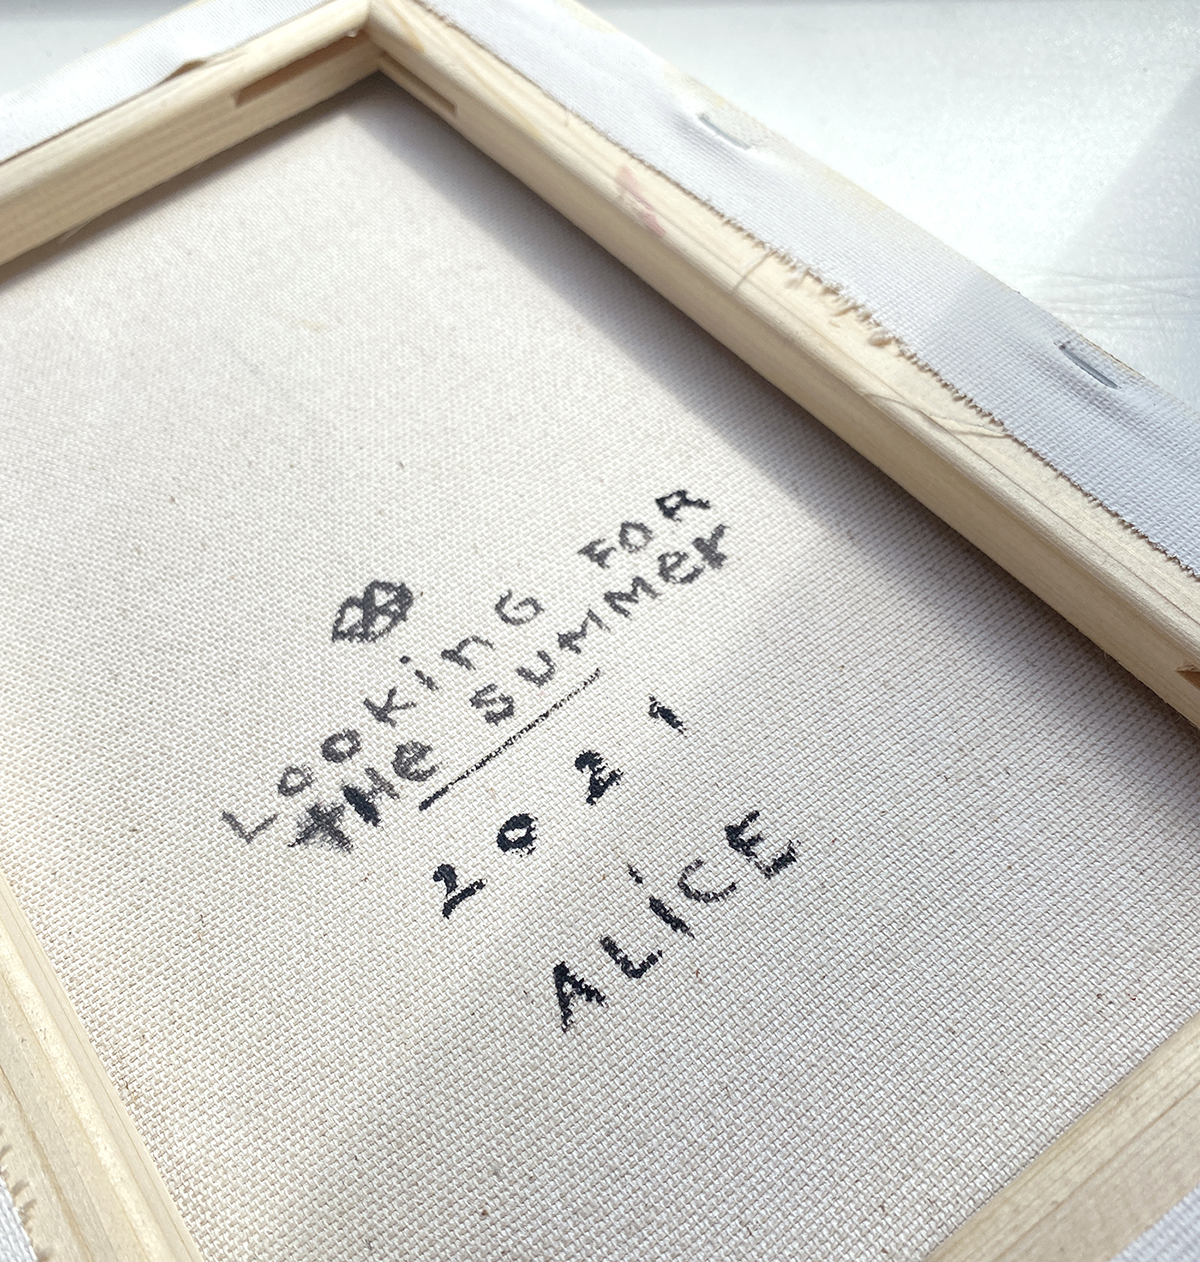 LOOKinG FOR
tHe SUMMer
2021
ALiCE